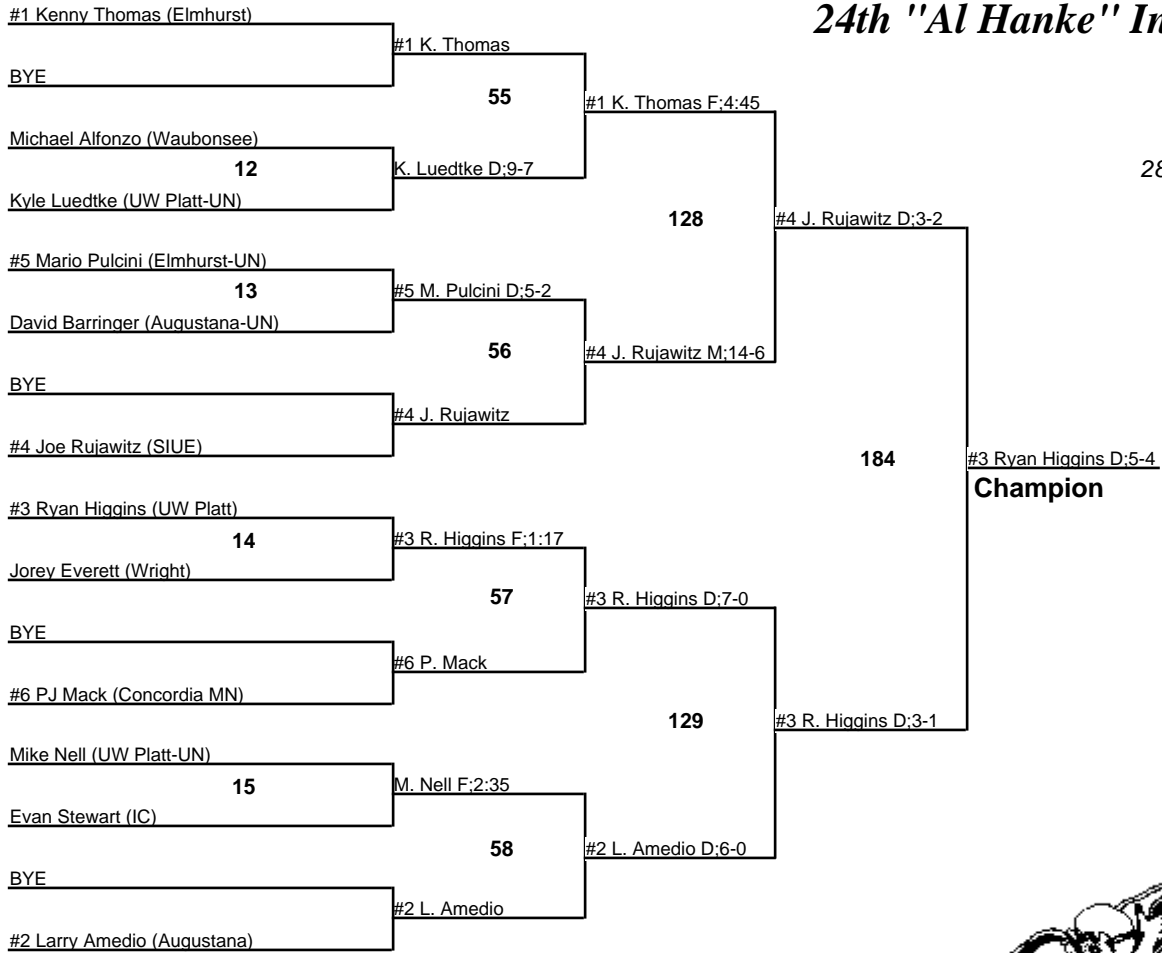 24th "Al Hanke" In
28
#1 Kenny Thomas (Elmhurst)
BYE
Michael Alfonzo (Waubonsee)
12
Kyle Luedtke (UW Platt-UN)
#5 Mario Pulcini (Elmhurst-UN)
13
David Barringer (Augustana-UN)
BYE
#4 Joe Rujawitz (SIUE)
#3 Ryan Higgins (UW Platt)
14
Jorey Everett (Wright)
BYE
#6 PJ Mack (Concordia MN)
Mike Nell (UW Platt-UN)
15
Evan Stewart (IC)
BYE
#2 Larry Amedio (Augustana)
#1 K. Thomas
55
K. Luedtke D;9-7
#5 M. Pulcini D;5-2
56
#4 J. Rujawitz
#3 R. Higgins F;1:17
57
#6 P. Mack
M. Nell F;2:35
58
#2 L. Amedio
#1 K. Thomas F;4:45
128
#4 J. Rujawitz M;14-6
#3 R. Higgins D;7-0
129
#2 L. Amedio D;6-0
#4 J. Rujawitz D;3-2
184
#3 R. Higgins D;3-1
#3 Ryan Higgins D;5-4
Champion